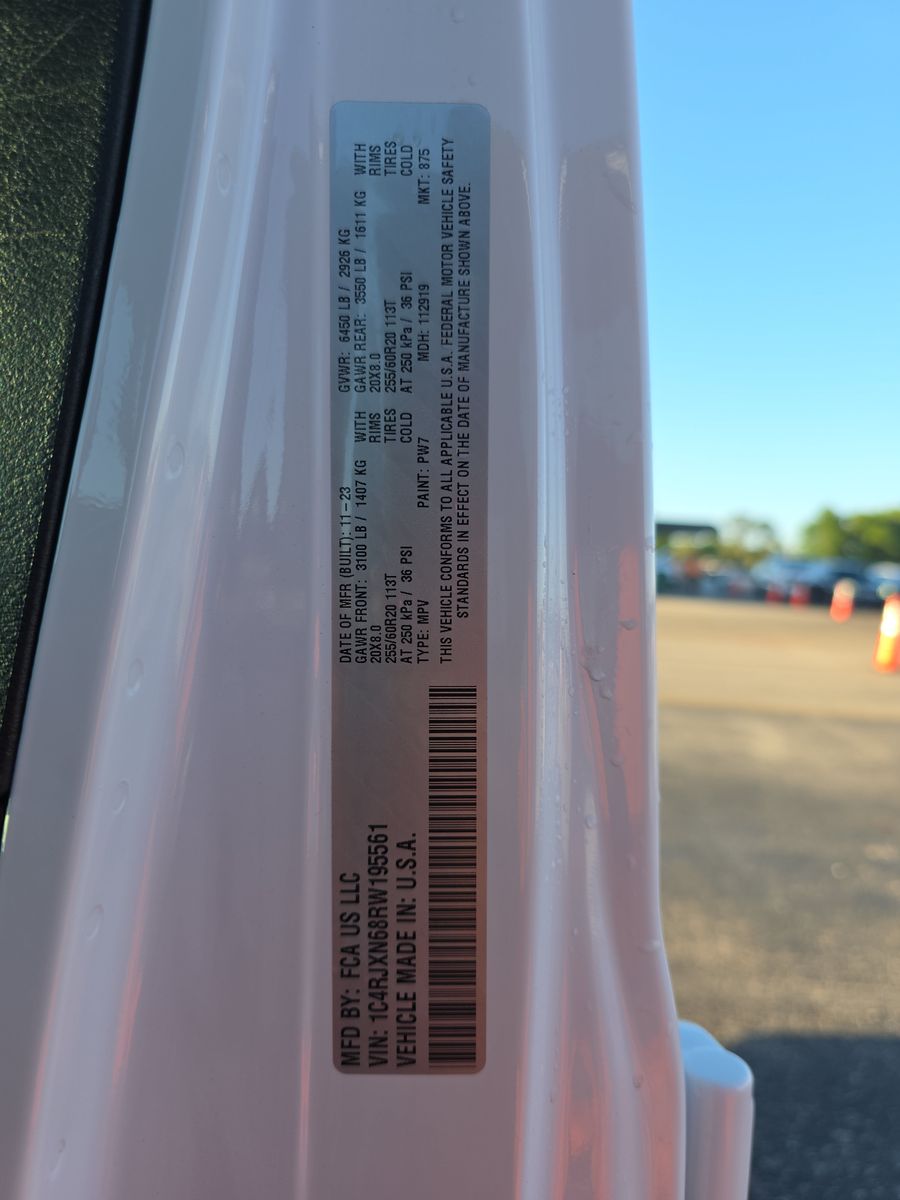 MFD BY: FCA US LLC
VIN: 1C4RJXN68RW195561
VEHICLE MADE IN: U.S.A.
DATE OF MFR (BUILT): 11-23 GVWR: 6450 LB / 2926 KG
GAWR FRONT: 3100 LB / 1407 KG WITH GAWR REAR: 3550 LB / 1611 KG WITH
20X8.0 RIMS 20X8.0 RIMS
255/60R20 113T TIRES 255/60R20 113T TIRES
AT 250 kPa / 36 PSI COLD AT 250 kPa / 36 PSI COLD
TYPE: MPV PAINT: PW7 MDH: 112919 MKT: 875
THIS VEHICLE CONFORMS TO ALL APPLICABLE U.S.A. FEDERAL MOTOR VEHICLE SAFETY
STANDARDS IN EFFECT ON THE DATE OF MANUFACTURE SHOWN ABOVE.